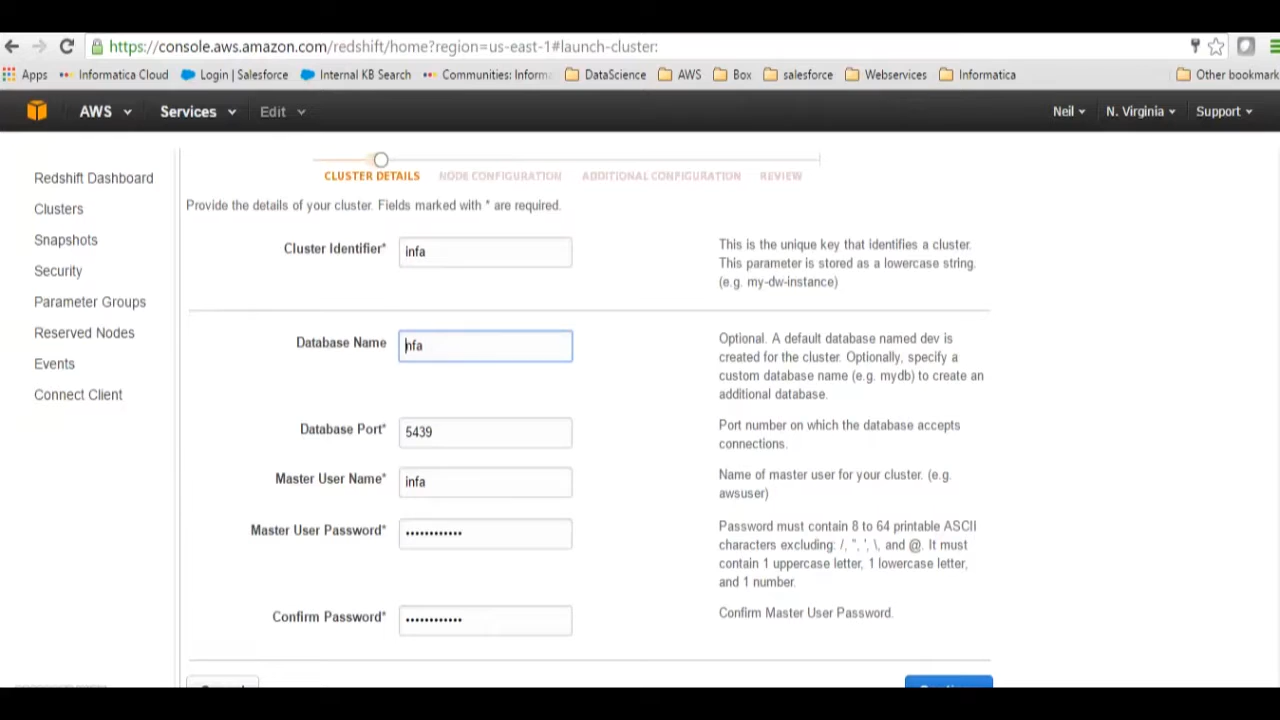 https://console.aws.amazon.com/redshift/home?region=us-east-1#launch-cluster:
Apps Informatica Cloud Login | Salesforce Internal KB Search Communities: Inform DataScience AWS Box salesforce Webservices Informatica Other bookmark
AWS Services Edit Neil N. Virginia Support
Redshift Dashboard
Clusters
Snapshots
Security
Parameter Groups
Reserved Nodes
Events
Connect Client
CLUSTER DETAILS NODE CONFIGURATION ADDITIONAL CONFIGURATION REVIEW
Provide the details of your cluster. Fields marked with * are required.
Cluster Identifier* infa
This is the unique key that identifies a cluster.
This parameter is stored as a lowercase string.
(e.g. my-dw-instance)
Database Name infa
Optional. A default database named dev is
created for the cluster. Optionally, specify a
custom database name (e.g. mydb) to create an
additional database.
Database Port* 5439
Port number on which the database accepts
connections.
Master User Name* infa
Name of master user for your cluster. (e.g.
awsuser)
Master User Password* ••••••••••••
Password must contain 8 to 64 printable ASCII
characters excluding: /, ", ', \, and @. It must
contain 1 uppercase letter, 1 lowercase letter,
and 1 number.
Confirm Password* ••••••••••••
Confirm Master User Password.